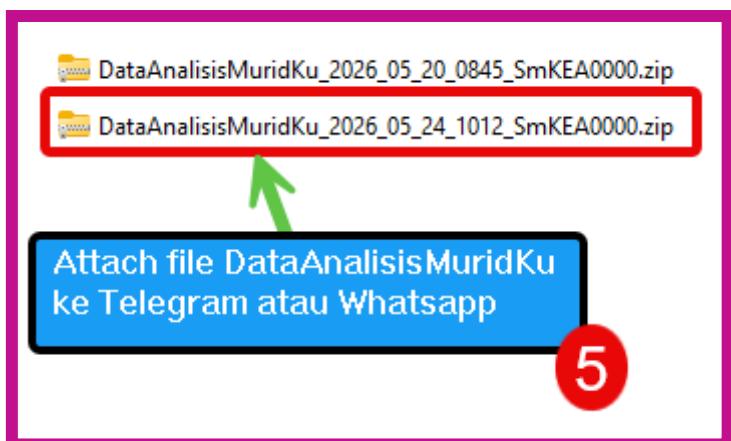 DataAnalisisMuridKu_2026_05_20_0845_SmKEA0000.zip
DataAnalisisMuridKu_2026_05_24_1012_SmKEA0000.zip
Attach file DataAnalisisMuridKu
ke Telegram atau Whatsapp
5